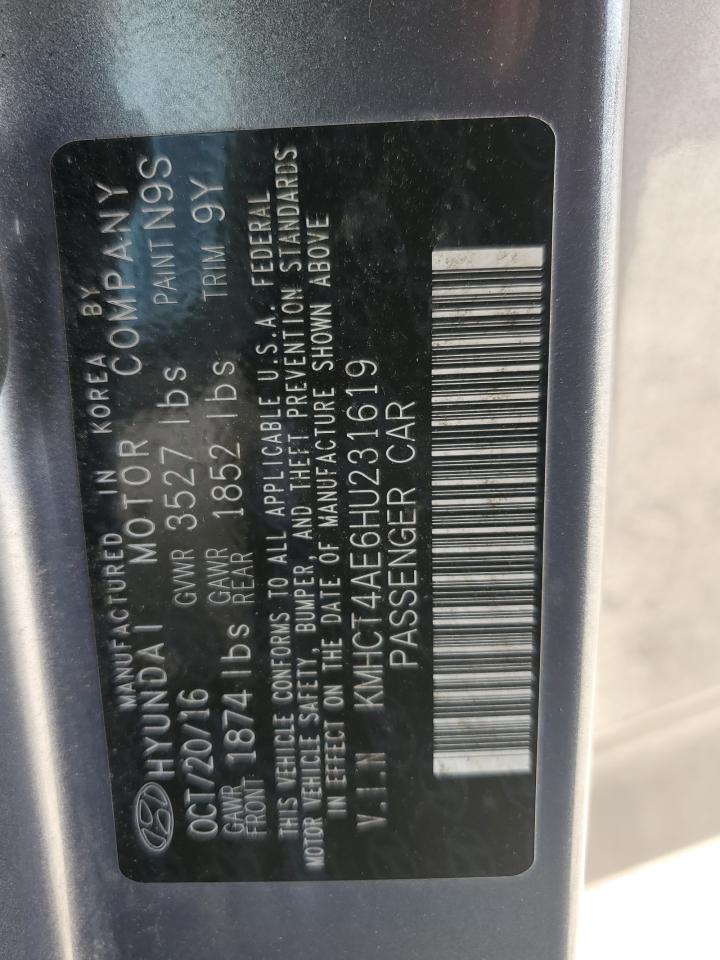 MANUFACTURED IN KOREA BY
HYUNDAI MOTOR COMPANY
OCT/20/16 GVWR 3527 lbs PAINT N9S
GAWR FRONT 1874 lbs GAWR REAR 1852 lbs TRIM 9Y
THIS VEHICLE CONFORMS TO ALL APPLICABLE U.S.A. FEDERAL
MOTOR VEHICLE SAFETY, BUMPER, AND THEFT PREVENTION STANDARDS
IN EFFECT ON THE DATE OF MANUFACTURE SHOWN ABOVE
V.I.N KMHCT4AE6HU231619
PASSENGER CAR